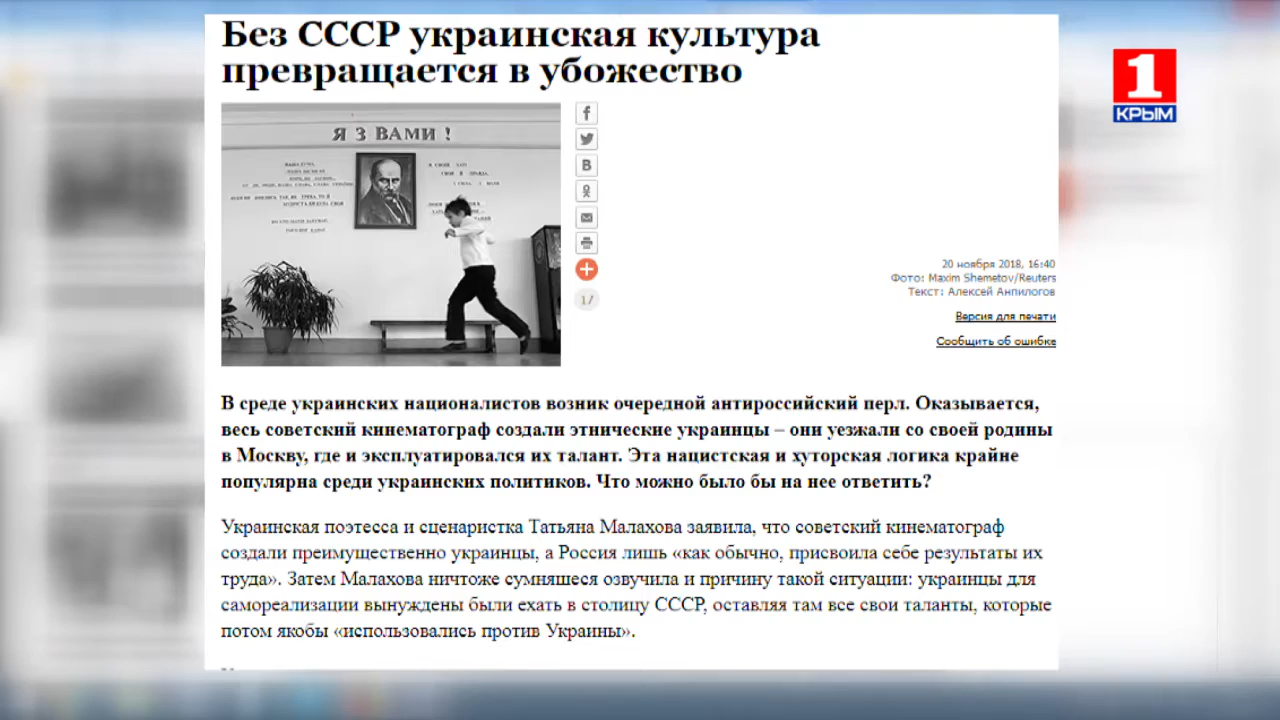 Без СССР украинская культура
превращается в убожество
1
КРЫМ
Я З ВАМИ !
20 ноября 2018, 16:40
Фото: Maxim Shemetov/Reuters
Текст: Алексей Анпилогов
Версия для печати
Сообщить об ошибке
17
В среде украинских националистов возник очередной антироссийский перл. Оказывается,
весь советский кинематограф создали этнические украинцы – они уезжали со своей родины
в Москву, где и эксплуатировался их талант. Эта нацистская и хуторская логика крайне
популярна среди украинских политиков. Что можно было бы на нее ответить?
Украинская поэтесса и сценаристка Татьяна Малахова заявила, что советский кинематограф
создали преимущественно украинцы, а Россия лишь «как обычно, присвоила себе результаты их
труда». Затем Малахова ничтоже сумняшеся озвучила и причину такой ситуации: украинцы для
самореализации вынуждены были ехать в столицу СССР, оставляя там все свои таланты, которые
потом якобы «использовались против Украины».